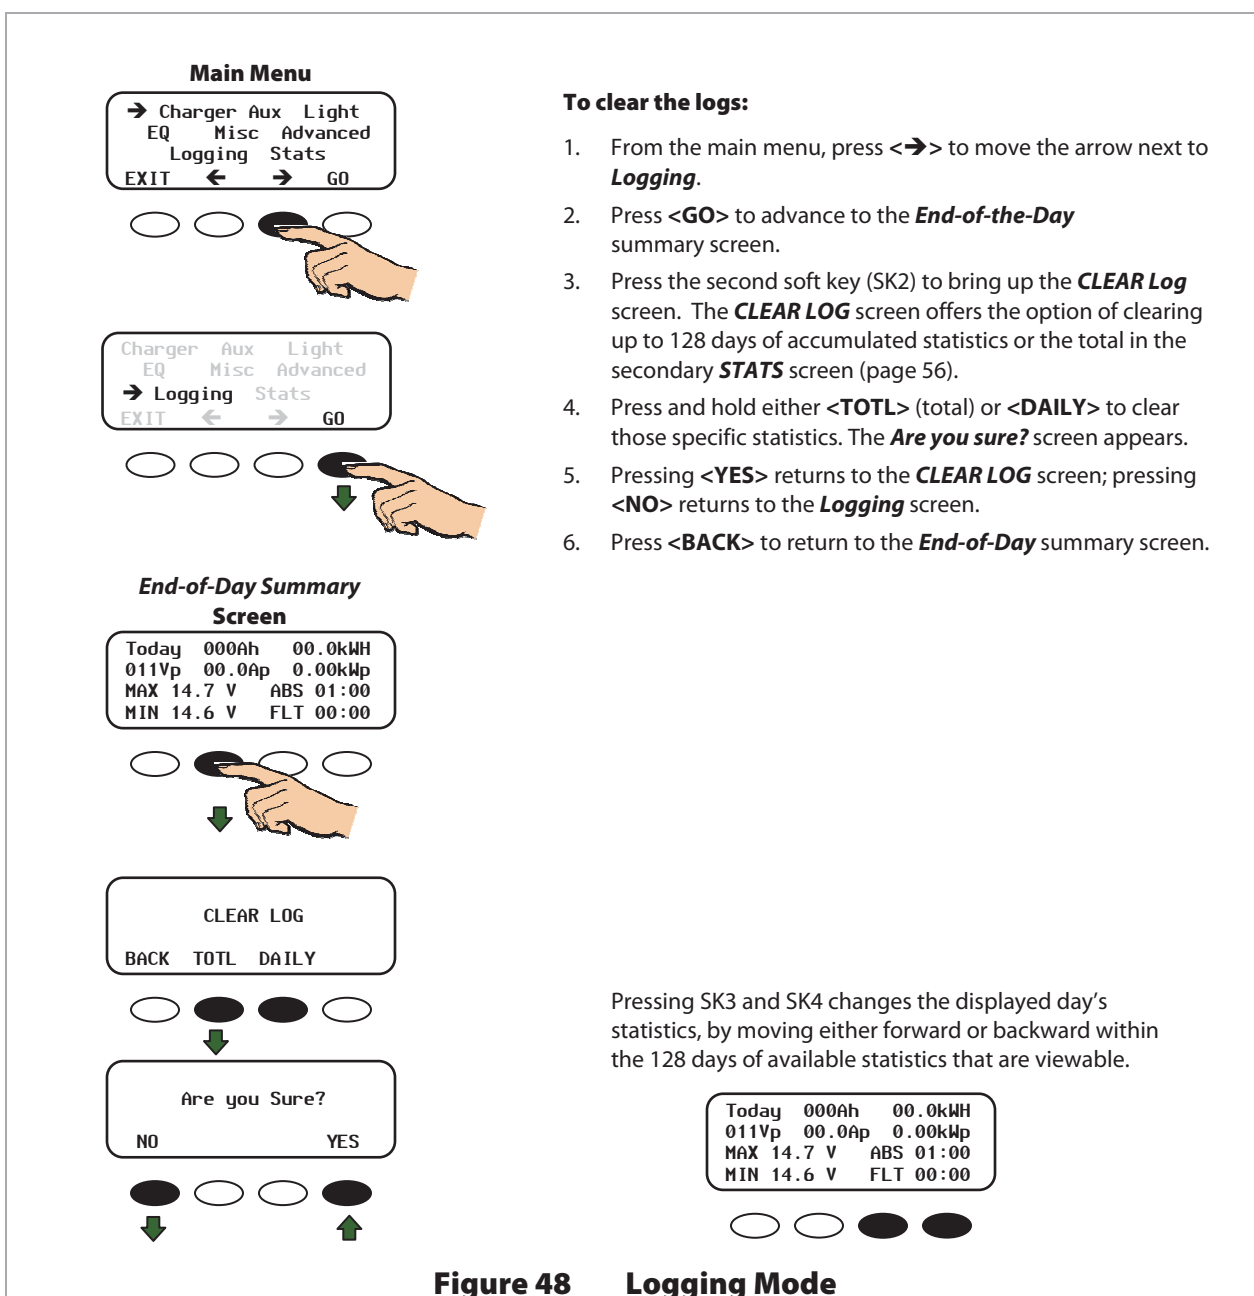 Main Menu
➔ Charger Aux Light
EQ Misc Advanced
Logging Stats
EXIT ← → GO
Charger Aux Light
EQ Misc Advanced
➔ Logging Stats
EXIT ← → GO
End-of-Day Summary
Screen
Today 000Ah 00.0kWH
011Vp 00.0Ap 0.00kWp
MAX 14.7 V ABS 01:00
MIN 14.6 V FLT 00:00
CLEAR LOG
BACK TOTL DAILY
Are you Sure?
NO YES
To clear the logs:
1. From the main menu, press <➔> to move the arrow next to
Logging.
2. Press <GO> to advance to the End-of-the-Day
summary screen.
3. Press the second soft key (SK2) to bring up the CLEAR Log
screen. The CLEAR LOG screen offers the option of clearing
up to 128 days of accumulated statistics or the total in the
secondary STATS screen (page 56).
4. Press and hold either <TOTL> (total) or <DAILY> to clear
those specific statistics. The Are you sure? screen appears.
5. Pressing <YES> returns to the CLEAR LOG screen; pressing
<NO> returns to the Logging screen.
6. Press <BACK> to return to the End-of-Day summary screen.
Pressing SK3 and SK4 changes the displayed day’s
statistics, by moving either forward or backward within
the 128 days of available statistics that are viewable.
Today 000Ah 00.0kWH
011Vp 00.0Ap 0.00kWp
MAX 14.7 V ABS 01:00
MIN 14.6 V FLT 00:00
Figure 48 Logging Mode